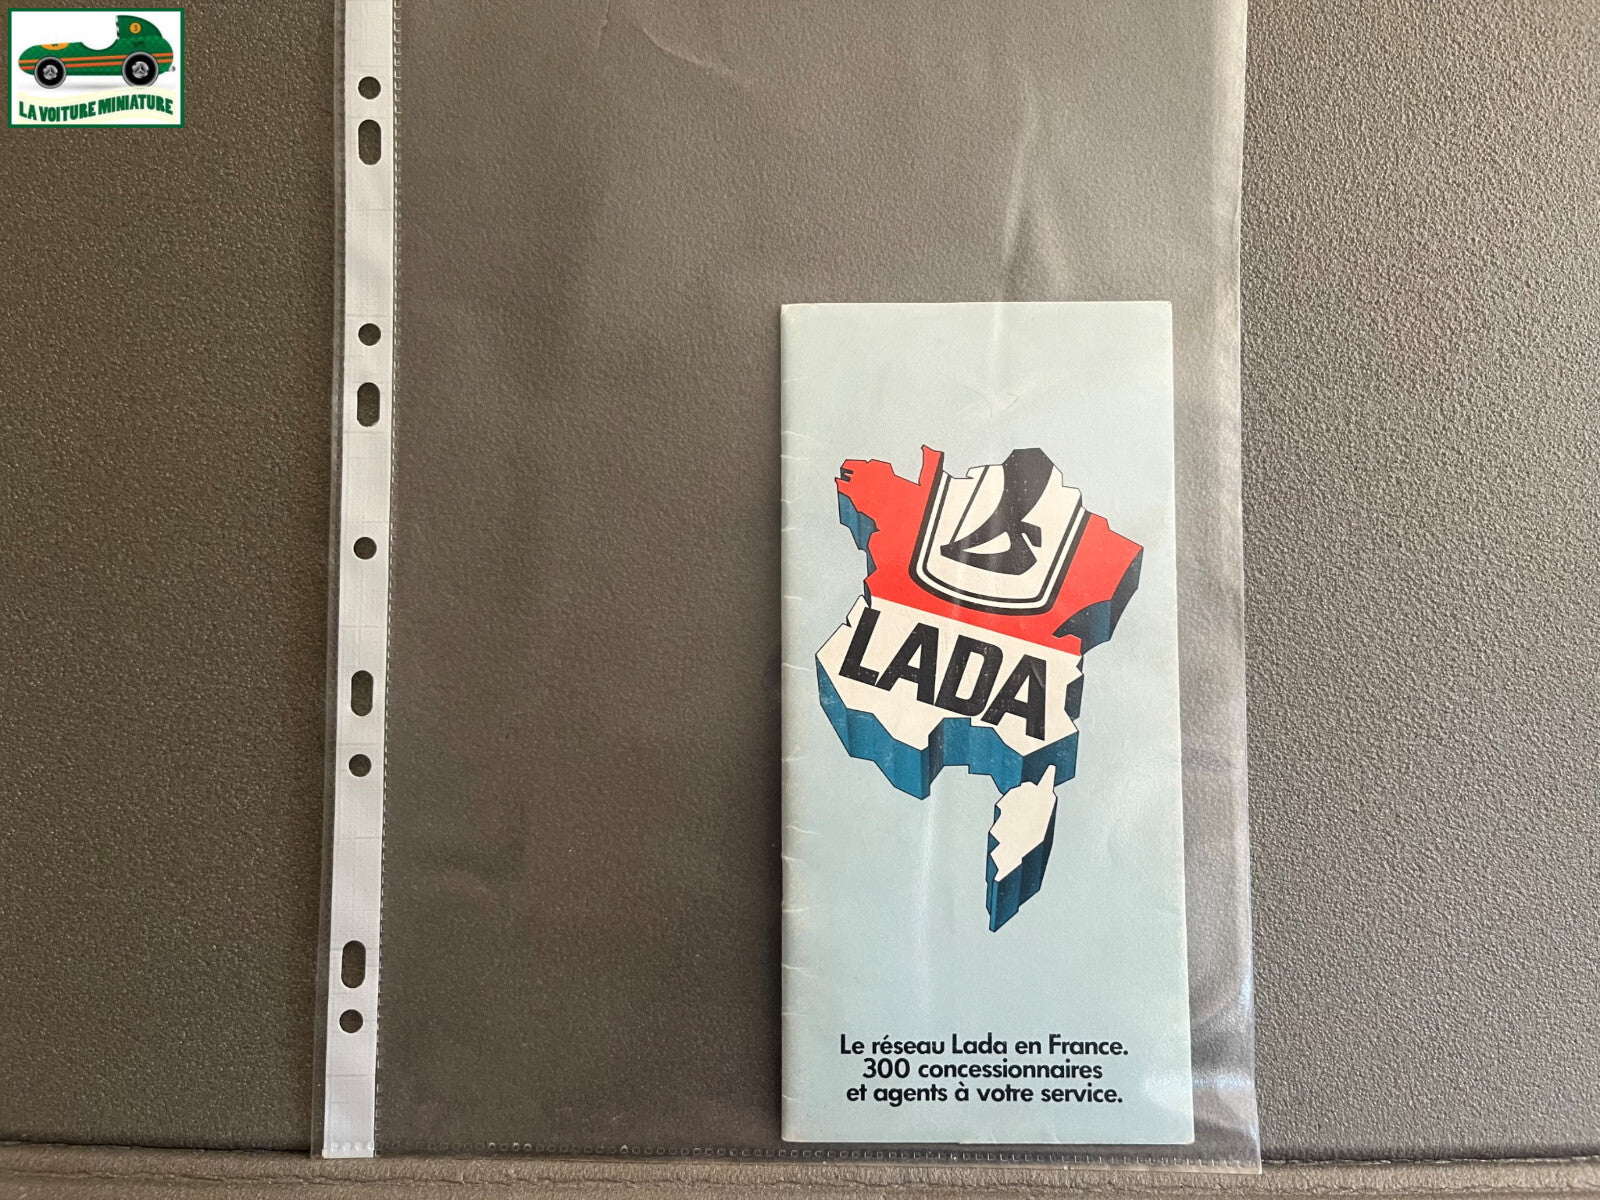 LA VOITURE MINIATURE
LADA
Le réseau Lada en France.
300 concessionnaires
et agents à votre service.